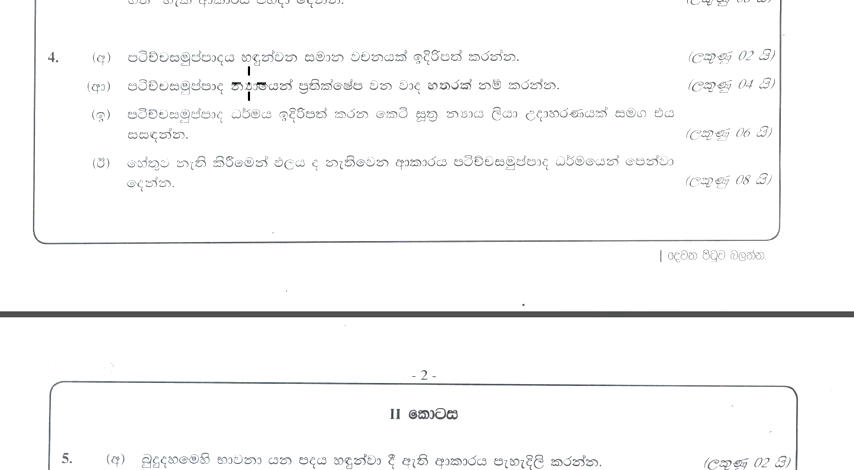 4. (අ) පටිච්චසමුප්පාදය හඳුන්වන සමාන වචනයක් ඉදිරිපත් කරන්න. (ලකුණු 02 යි)
(ආ) පටිච්චසමුප්පාද න්‍යායෙන් ප්‍රතික්ෂේප වන වාද හතරක් නම් කරන්න. (ලකුණු 04 යි)
(ඉ) පටිච්චසමුප්පාද ධර්මය ඉදිරිපත් කරන කෙටි සූත්‍ර න්‍යාය ලියා උදාහරණයක් සමග එය
සසඳන්න. (ලකුණු 06 යි)
(ඊ) හේතුව නැති කිරීමෙන් ඵලය ද නැතිවෙන ආකාරය පටිච්චසමුප්පාද ධර්මයෙන් පෙන්වා
දෙන්න. (ලකුණු 08 යි)
| දෙවන පිටුව බලන්න.
- 2 -
II කොටස
5. (අ) බුදුදහමෙහි භාවනා යන පදය හඳුන්වා දී ඇති ආකාරය පැහැදිලි කරන්න. (ලකුණු 02 යි)